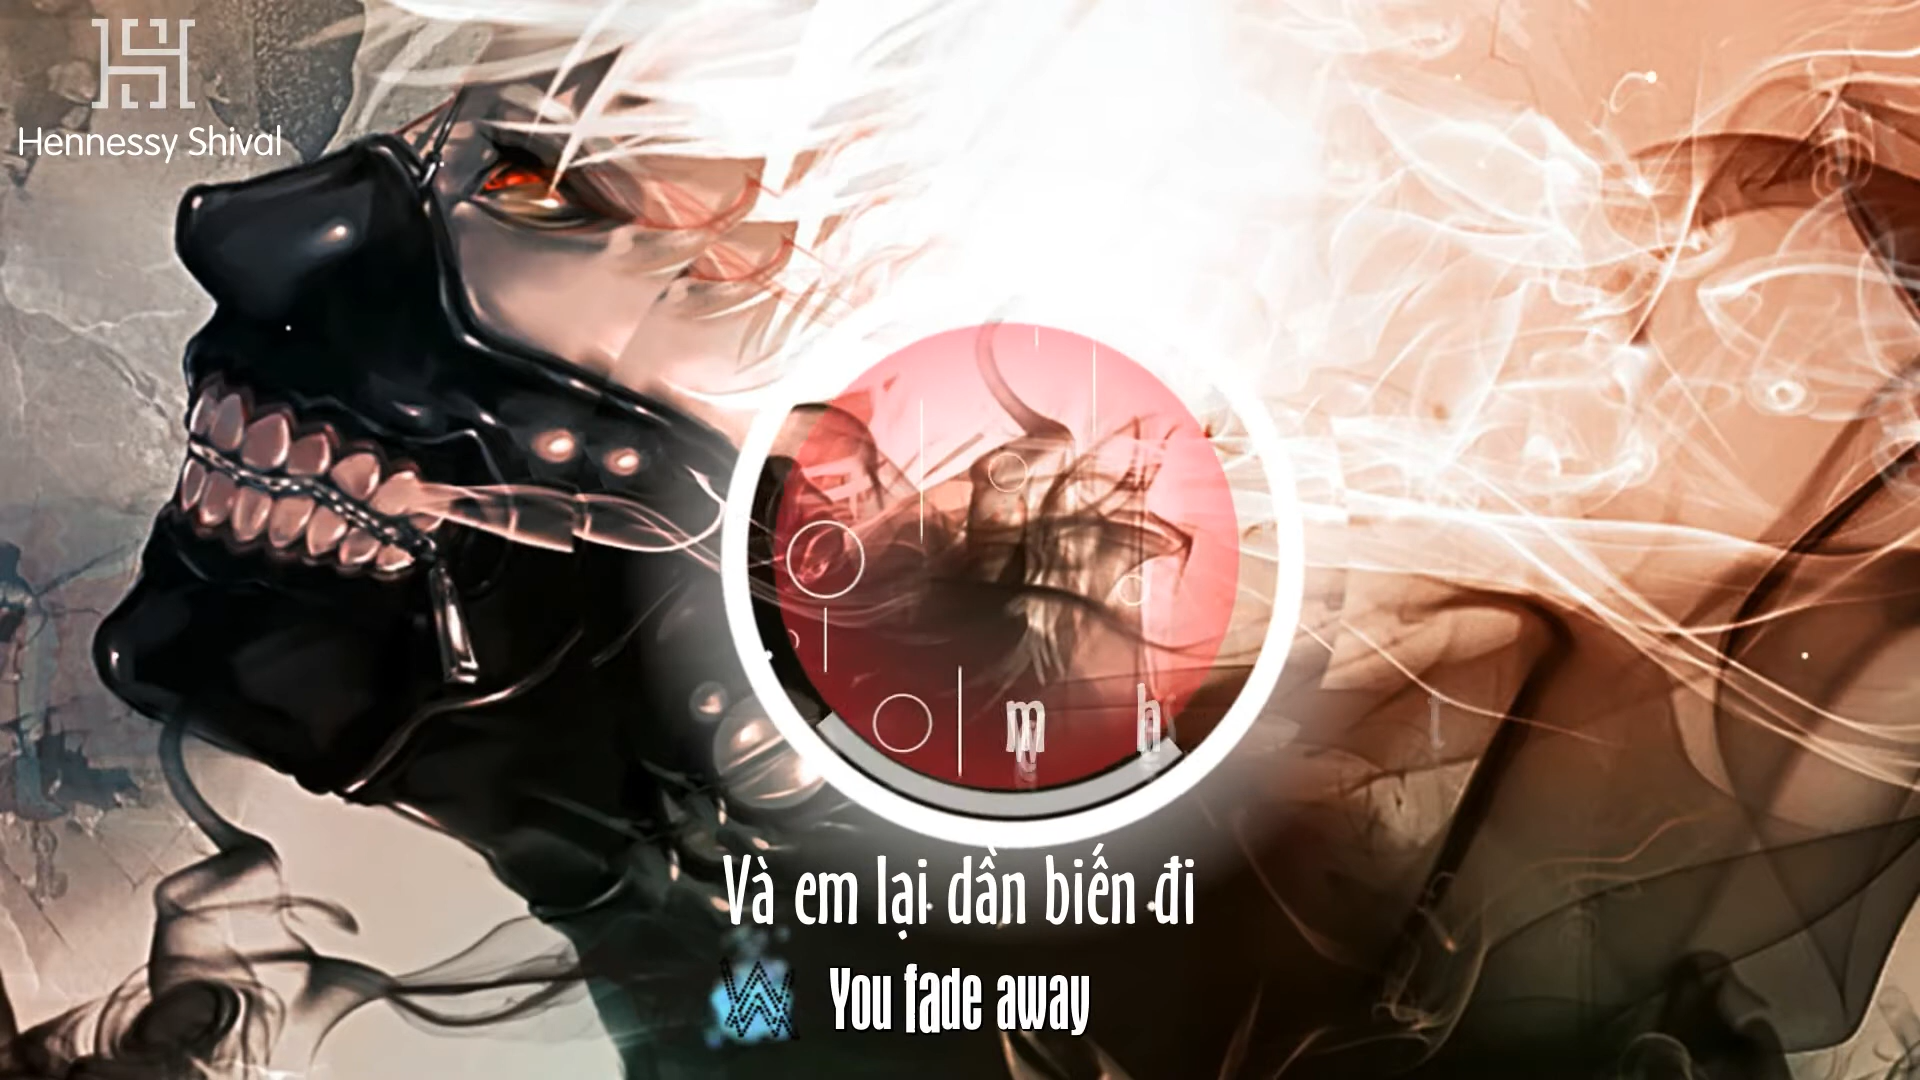 Hennessy Shival
m h
t
Và em lại dần biến đi
You fade away